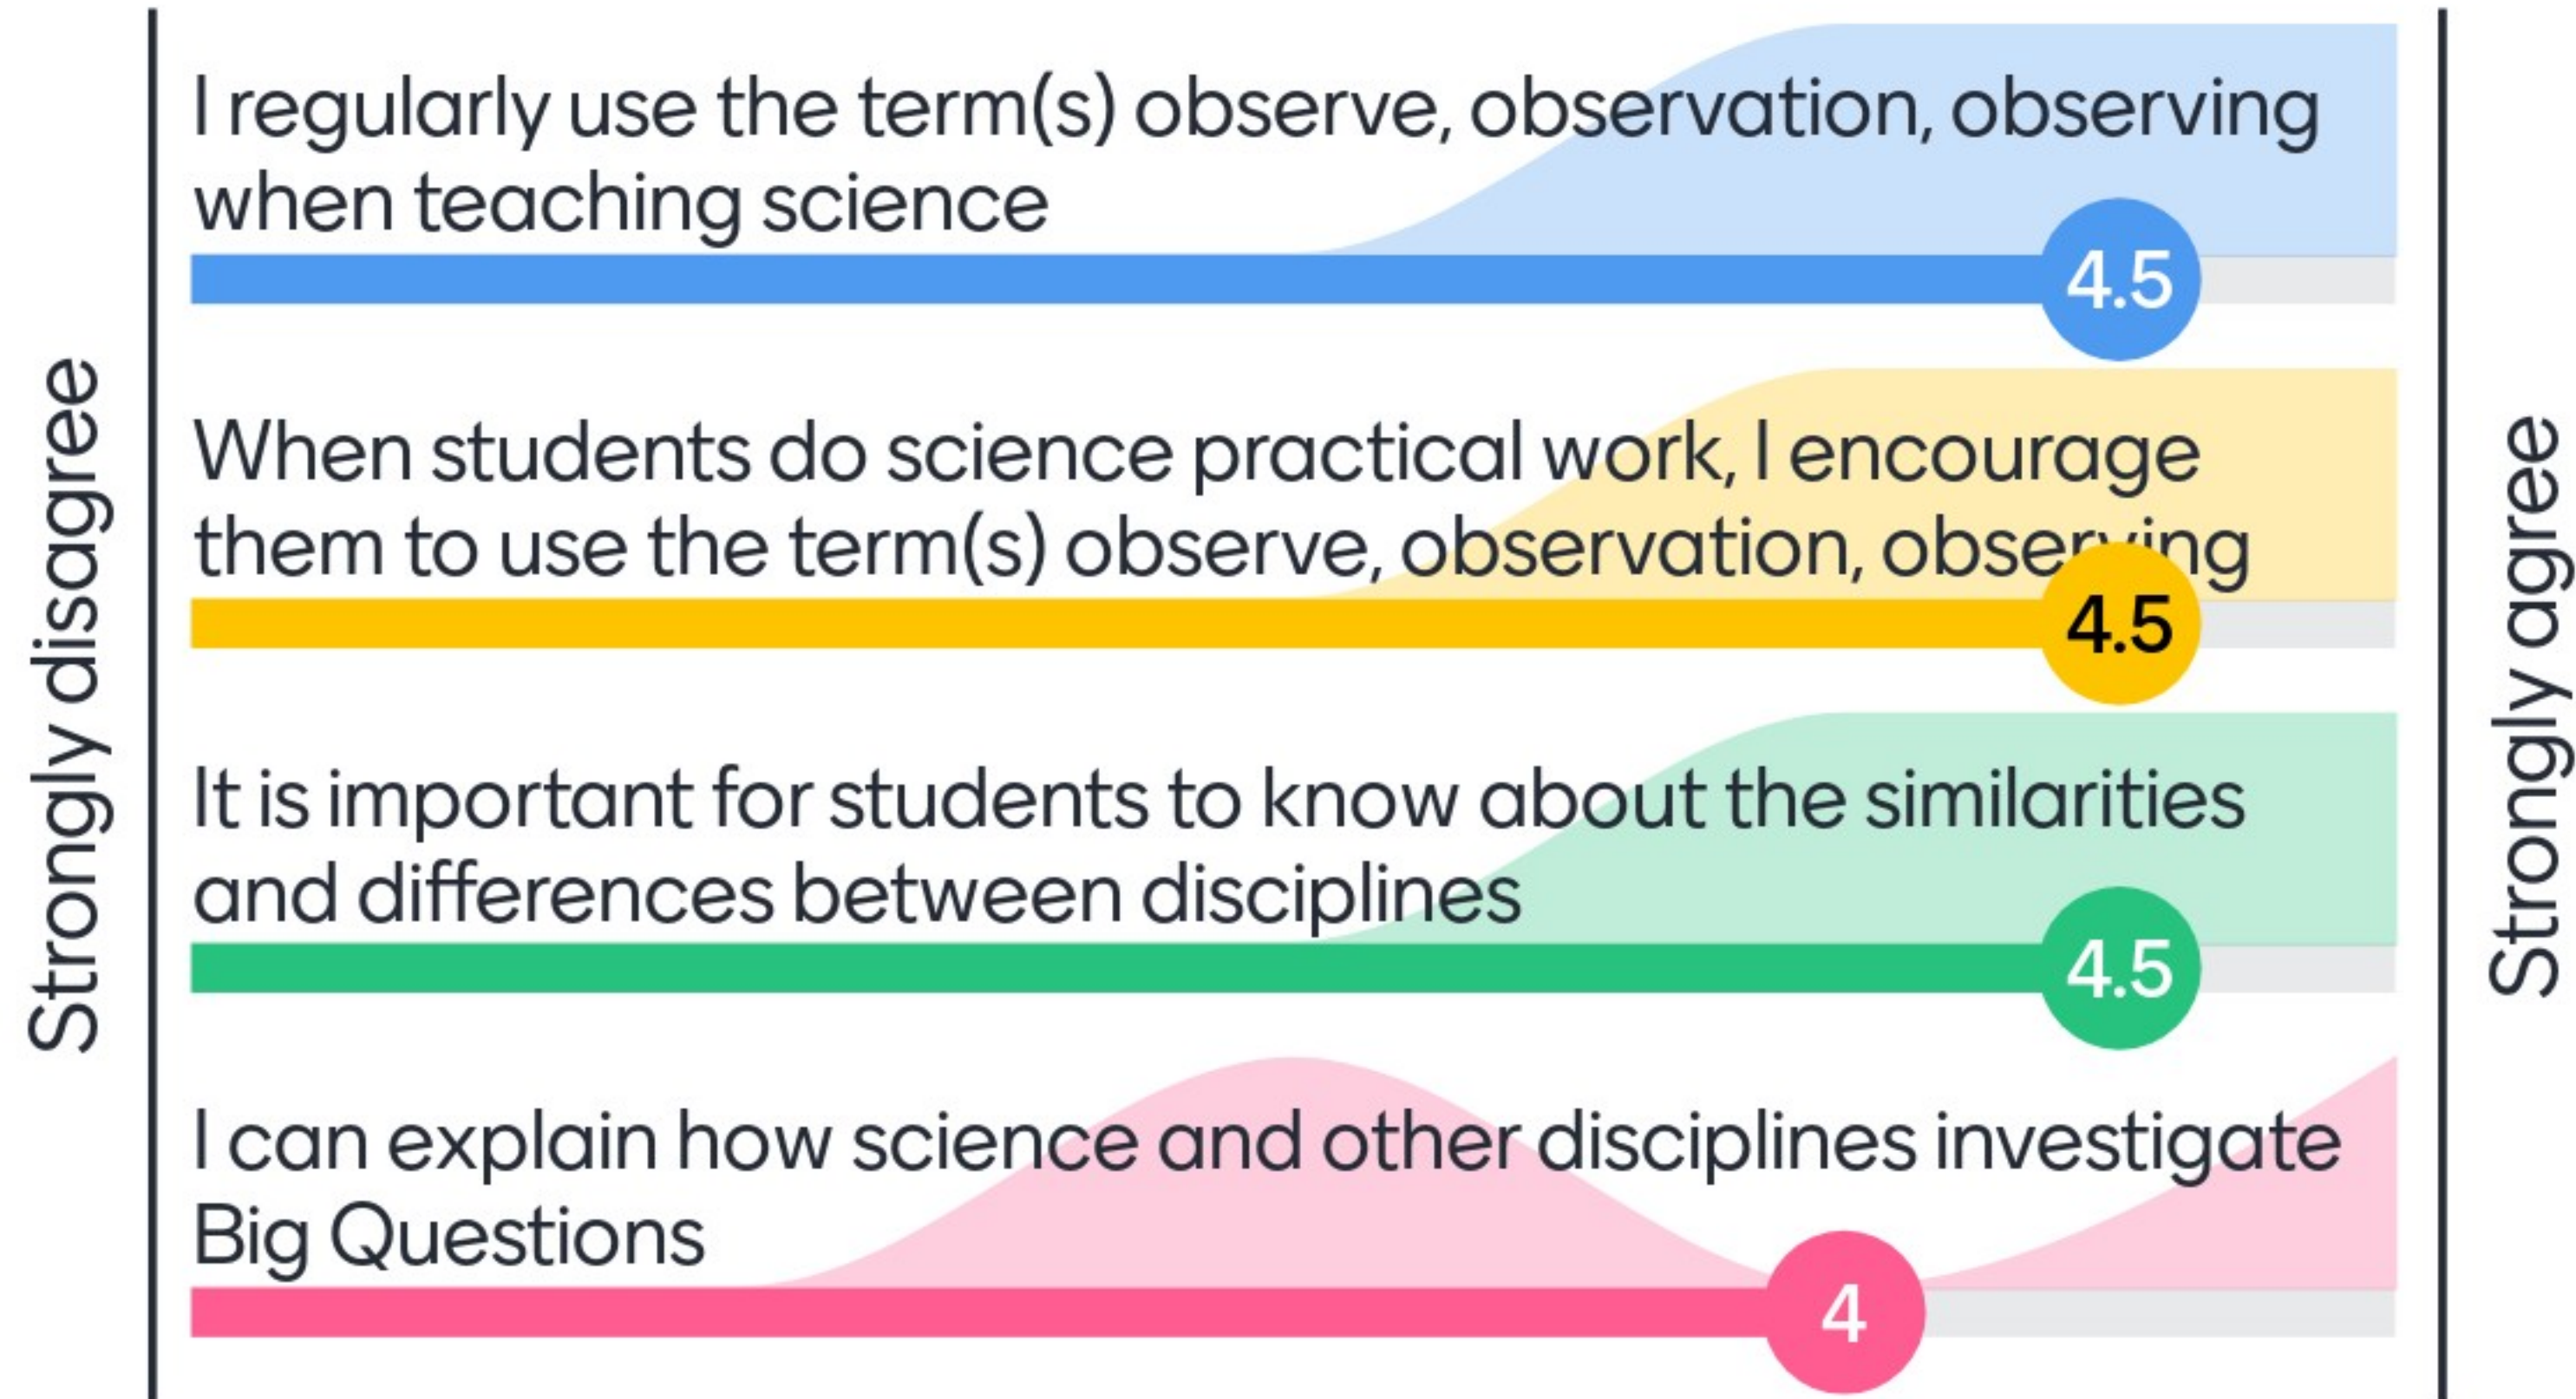 Strongly disagree
I regularly use the term(s) observe, observation, observing
when teaching science
4.5
When students do science practical work, I encourage
them to use the term(s) observe, observation, observing
4.5
It is important for students to know about the similarities
and differences between disciplines
4.5
I can explain how science and other disciplines investigate
Big Questions
4
Strongly agree